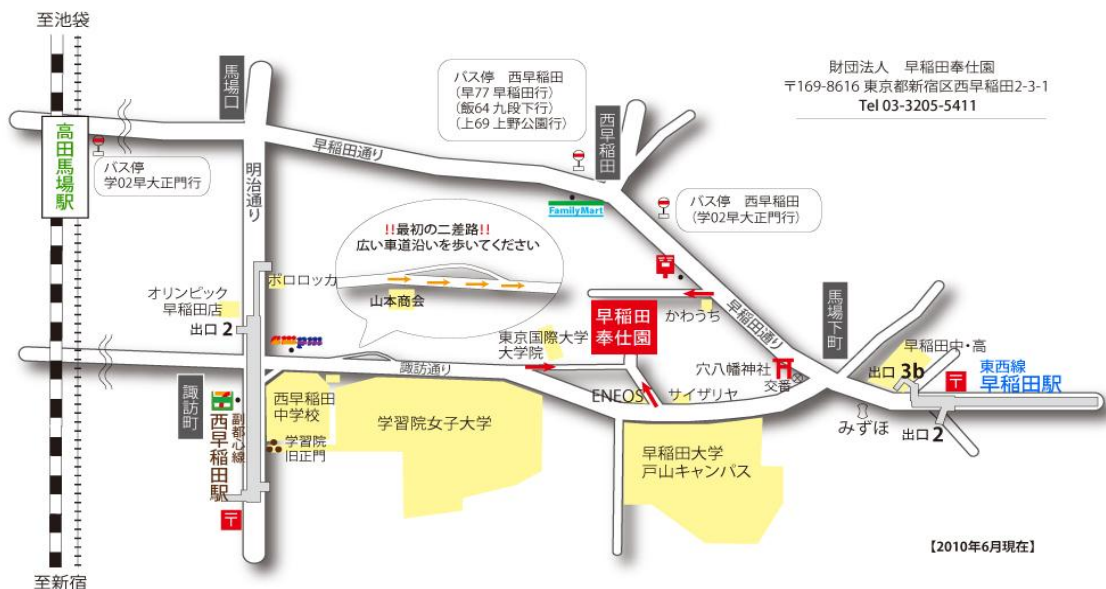 至池袋
高田馬場駅
バス停
学02早大正門行
馬場口
明治通り
早稲田通り
バス停　西早稲田
(早77 早稲田行)
(飯64 九段下行)
(上69 上野公園行)
西早稲田
財団法人　早稲田奉仕園
〒169-8616 東京都新宿区西早稲田2-3-1
Tel 03-3205-5411
FamilyMart
バス停　西早稲田
(学02早大正門行)
!!最初の二差路!!
広い車道沿いを歩いてください
山本商会
ポロロッカ
オリンピック
早稲田店
出口 2
諏訪町
副都心線
西早稲田駅
〒
西早稲田
中学校
学習院
旧正門
諏訪通り
学習院女子大学
東京国際大学
大学院
早稲田
奉仕園
かわうち
早稲田通り
馬場下町
穴八幡神社
交番
ENEOS
サイザリヤ
早稲田大学
戸山キャンパス
早稲田中・高
出口 3b
〒
東西線
早稲田駅
みずほ
出口 2
【2010年6月現在】
至新宿